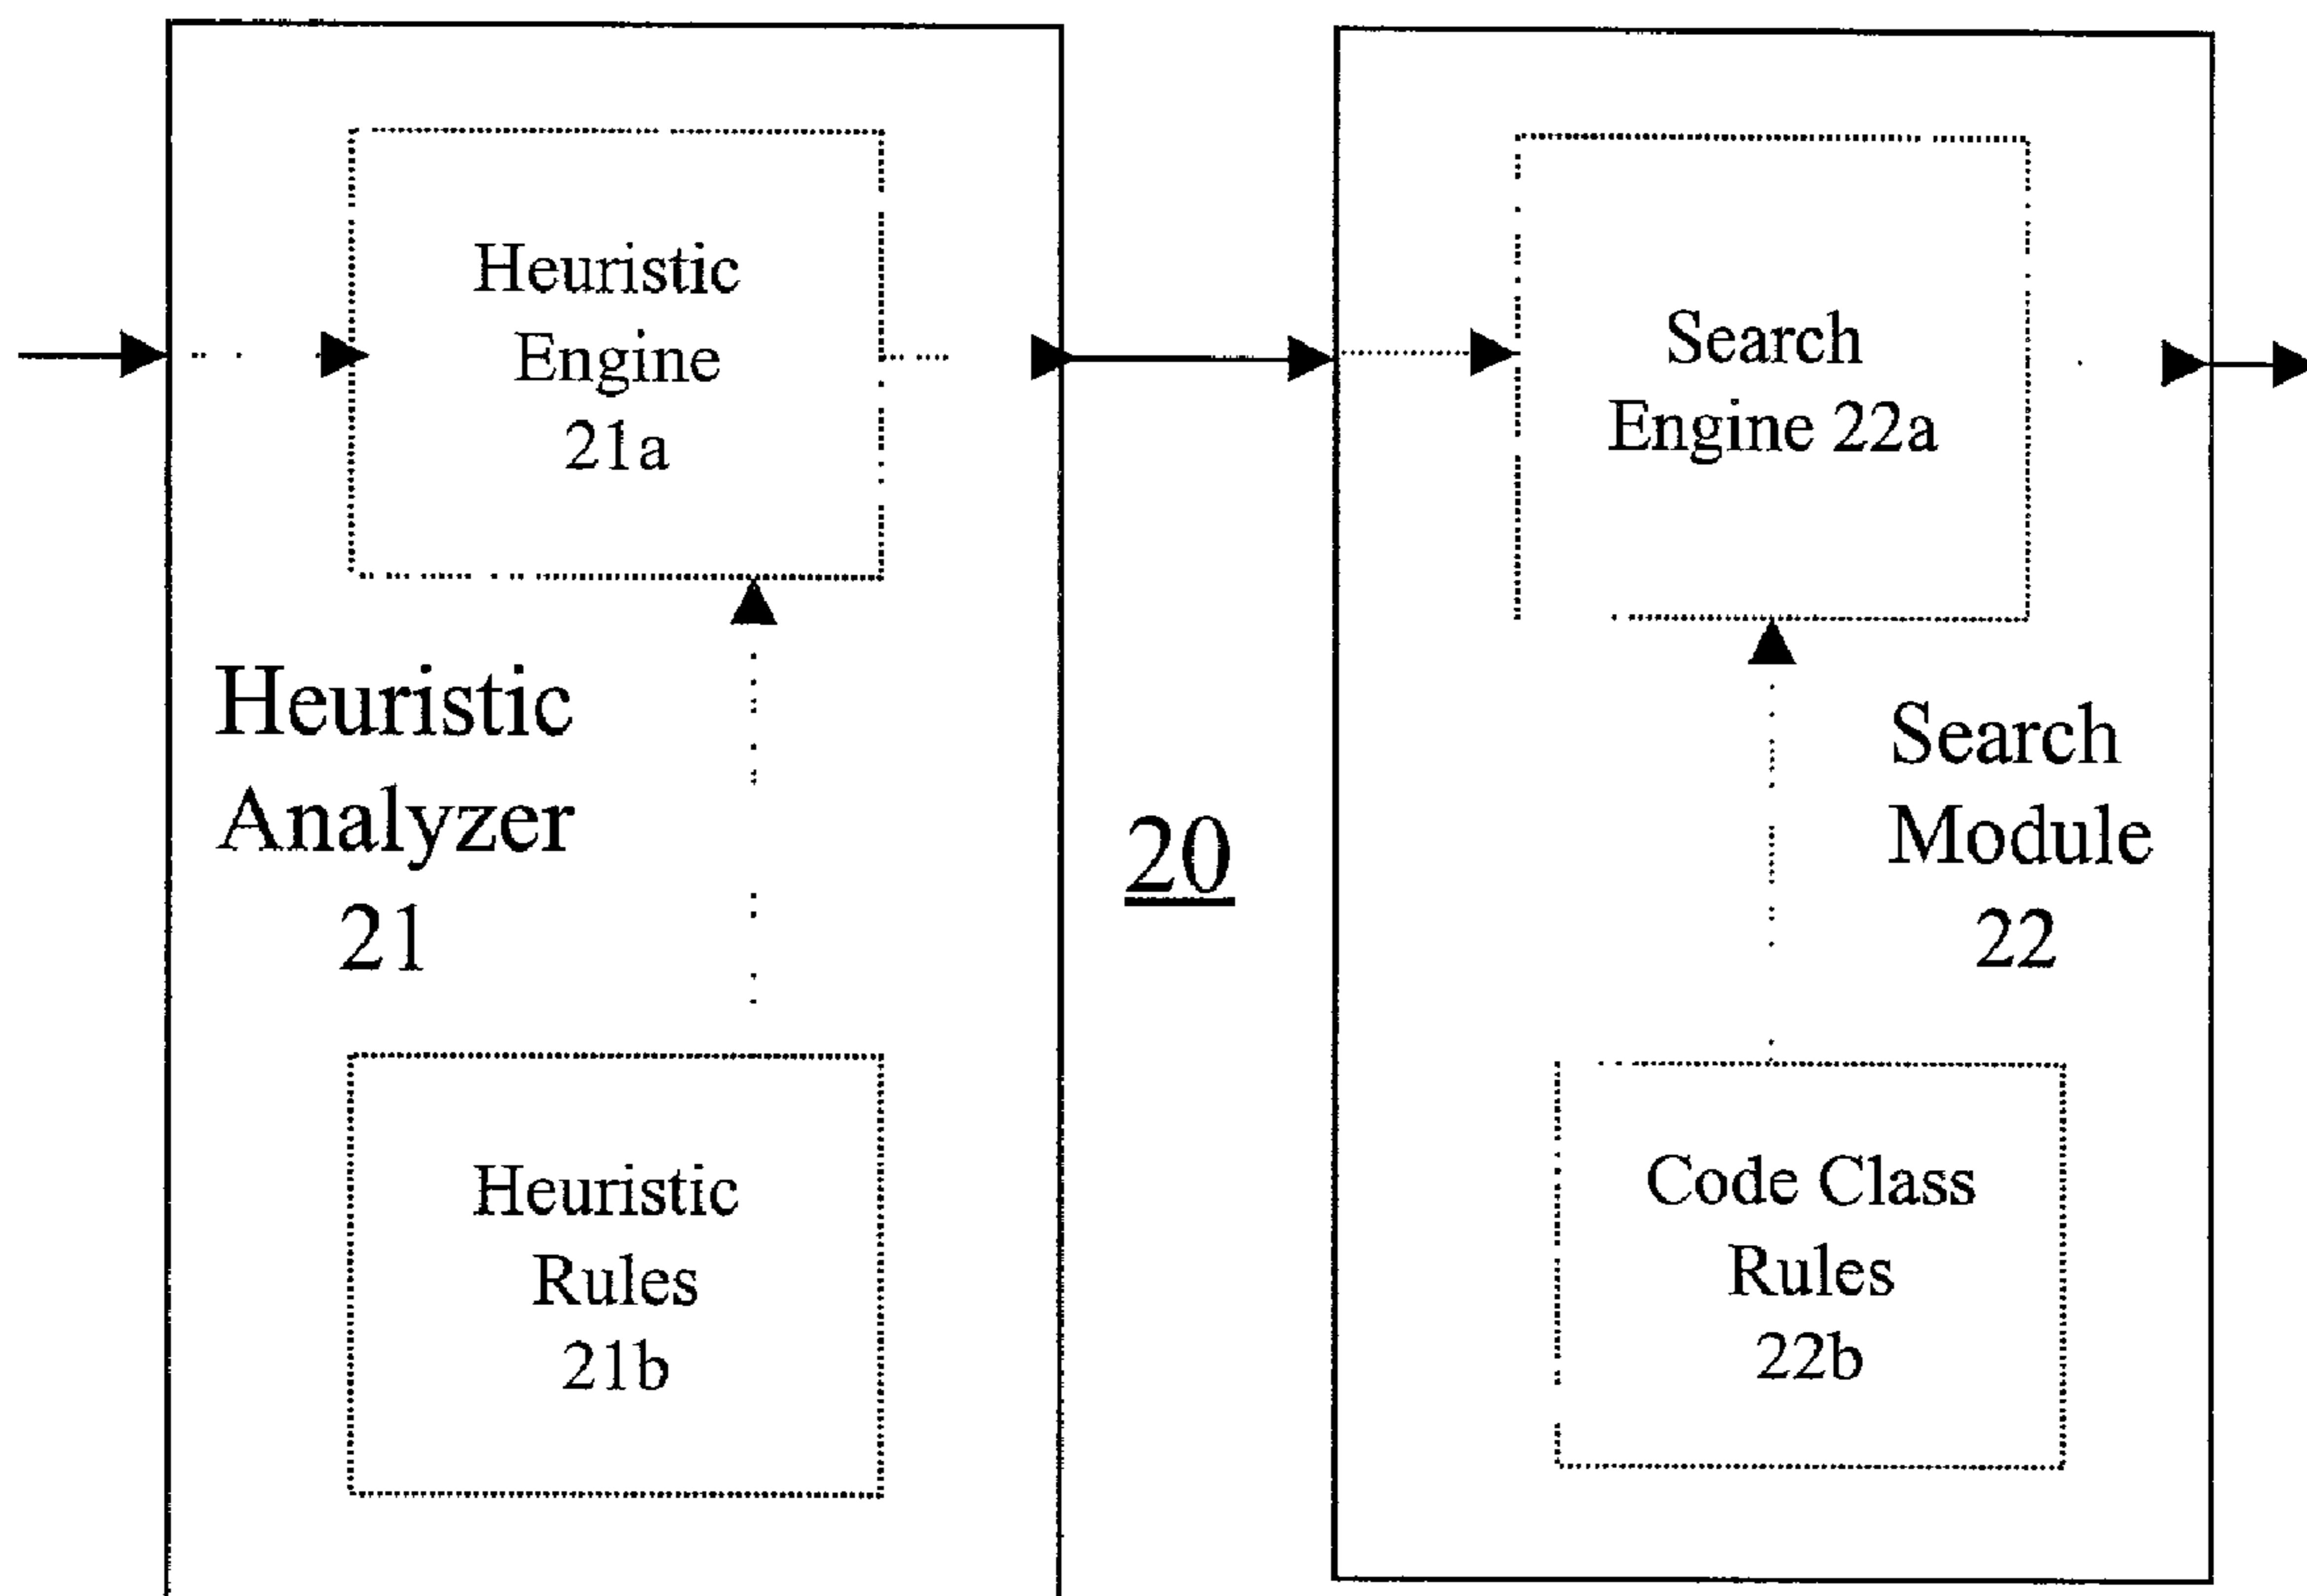 Heuristic
Engine
21a
Heuristic
Analyzer
21
Heuristic
Rules
21b
20
Search
Engine 22a
Search
Module
22
Code Class
Rules
22b